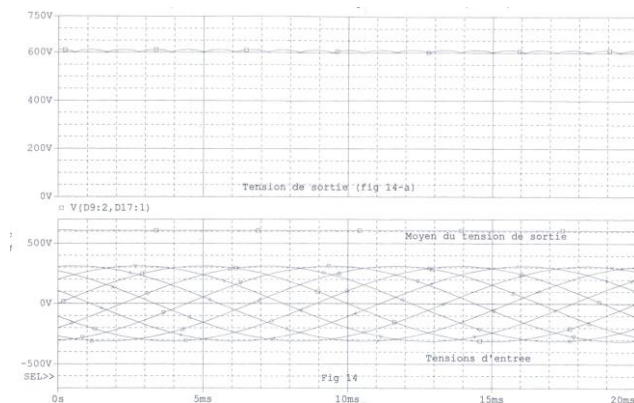 750V
600V
400V
200V
0V
Tension de sortie (fig 14-a)
V(D9:2,D17:1)
500V
Moyen du tension de sortie
0V
Tensions d'entrée
-500V
SEL>>
Fig 14
0s
5ms
10ms
15ms
20ms